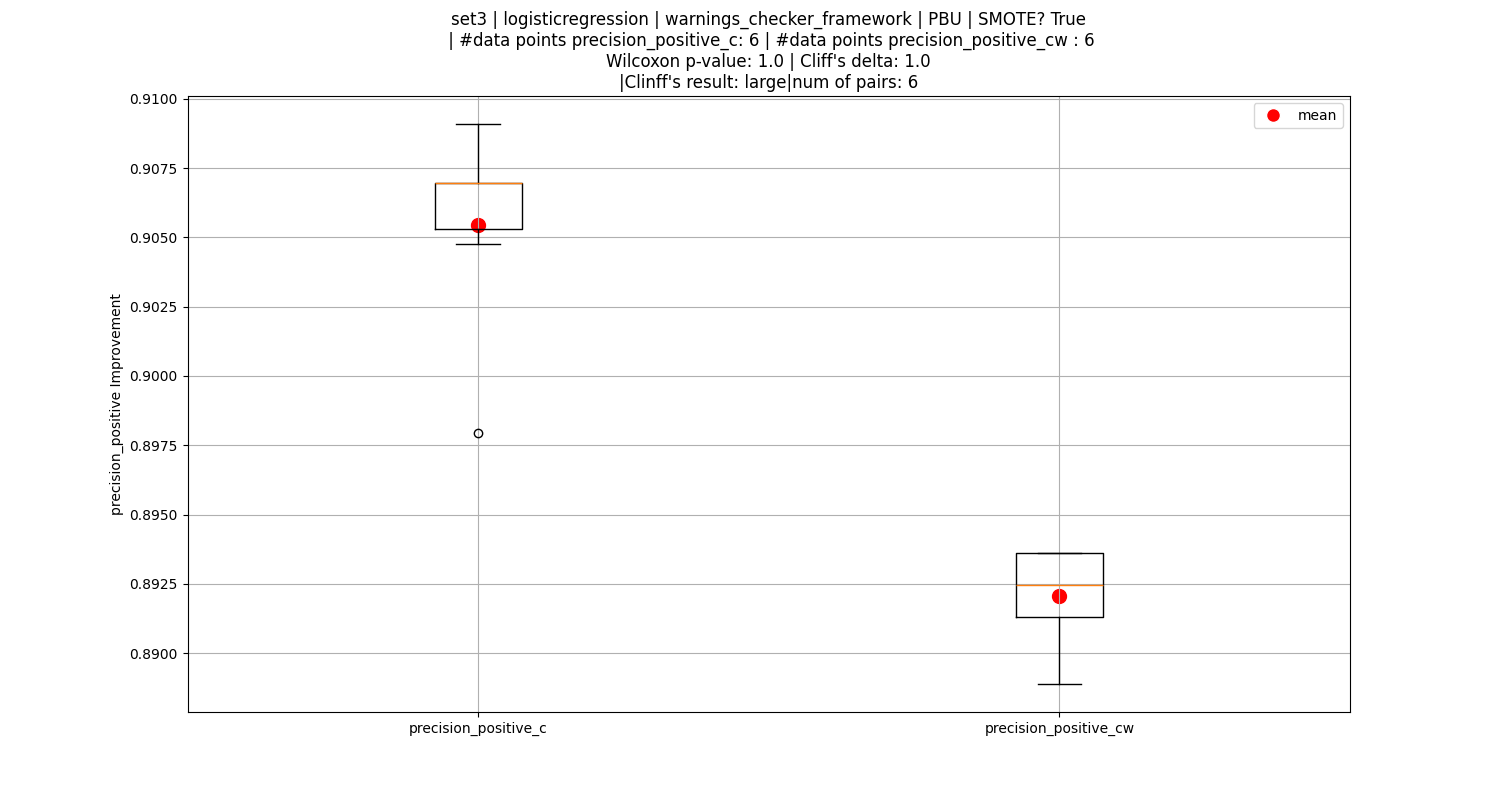 set3 | logisticregression | warnings_checker_framework | PBU | SMOTE? True
| #data points precision_positive_c: 6 | #data points precision_positive_cw : 6
Wilcoxon p-value: 1.0 | Cliff's delta: 1.0
|Clinff's result: large|num of pairs: 6
mean
0.9100
0.9075
0.9050
0.9025
0.9000
0.8975
0.8950
0.8925
0.8900
precision_positive Improvement
precision_positive_c
precision_positive_cw